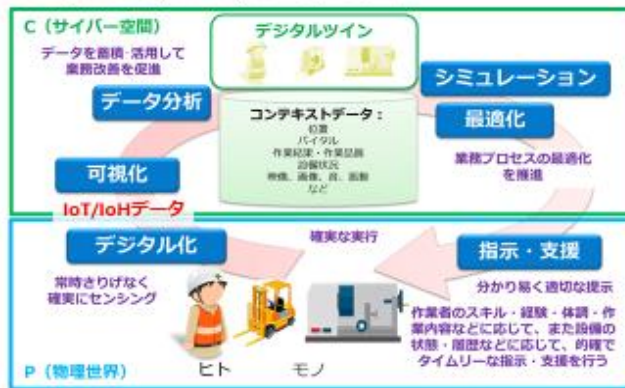 C（サイバー空間）
データを蓄積・活用して
業務改善を促進
データ分析
デジタルツイン
シミュレーション
最適化
コンテキストデータ：
位置
バイタル
作業結果・作業品質
設備状況
映像、画像、音、振動
など
可視化
IoT/IoHデータ
業務プロセスの最適化
を推進
デジタル化
確実な実行
指示・支援
常時さりげなく
確実にセンシング
分かり易く適切な提示
作業者のスキル・経験・体調・作
業内容などに応じて、また設備の
状態・履歴などに応じて、的確で
タイムリーな指示・支援を行う
P（物理世界）
ヒト
モノ